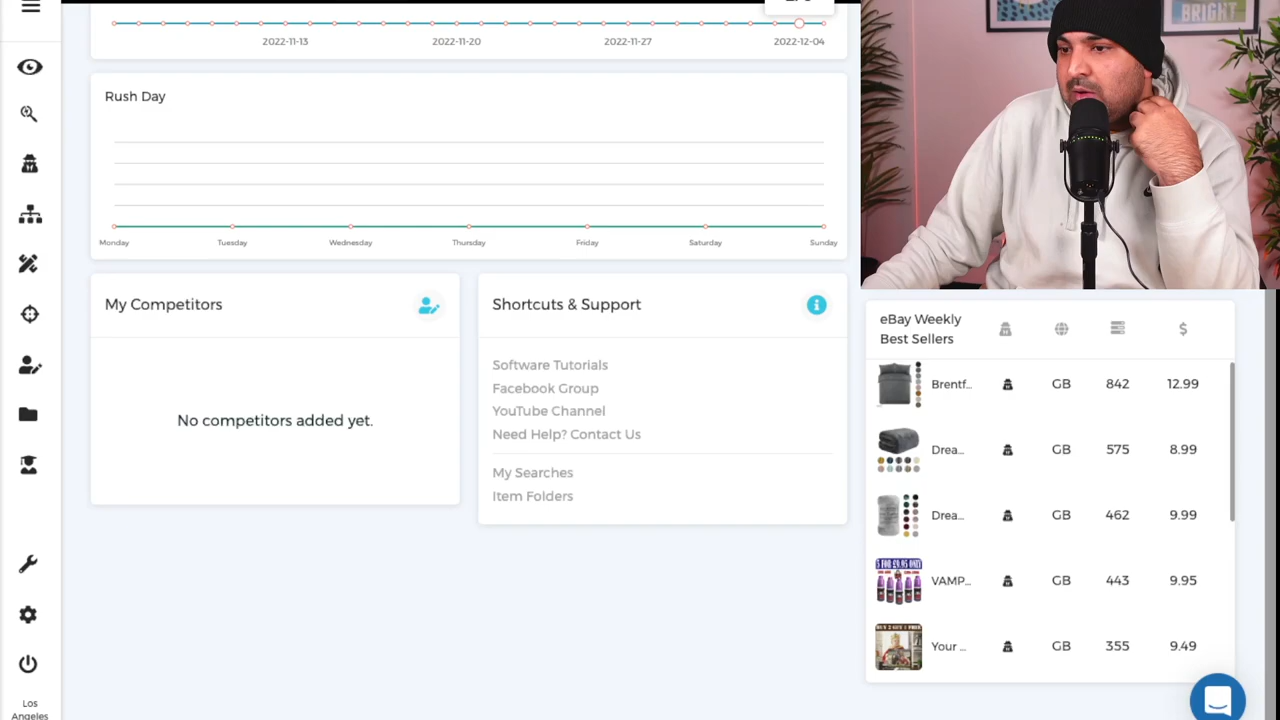 2022-11-13 2022-11-20 2022-11-27 2022-12-04
Rush Day
Monday Tuesday Wednesday Thursday Friday Saturday Sunday
My Competitors
No competitors added yet.
Shortcuts & Support
Software Tutorials
Facebook Group
YouTube Channel
Need Help? Contact Us
My Searches
Item Folders
BRIGHT
eBay Weekly
Best Sellers
$
Brentf... GB 842 12.99
Drea... GB 575 8.99
Drea... GB 462 9.99
VAMP... GB 443 9.95
Your ... GB 355 9.49
Los
Angeles